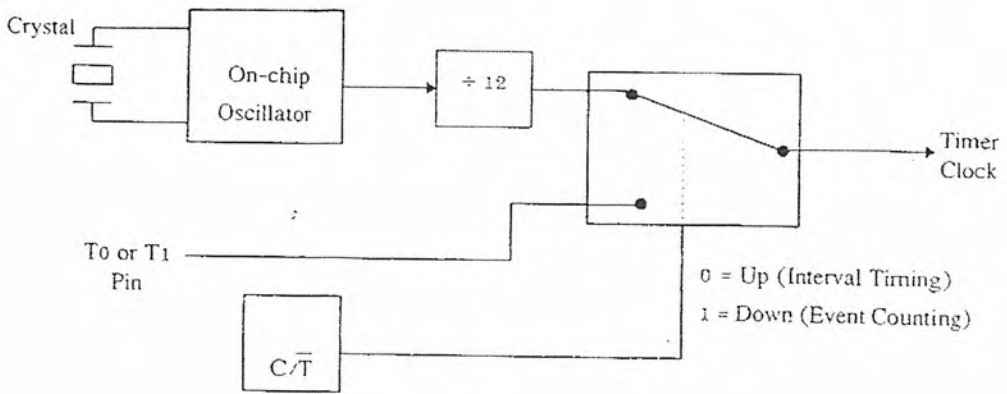 Crystal
On-chip
Oscillator
÷ 12
Timer
Clock
T0 or T1
Pin
0 = Up (Interval Timing)
1 = Down (Event Counting)
C/T̅